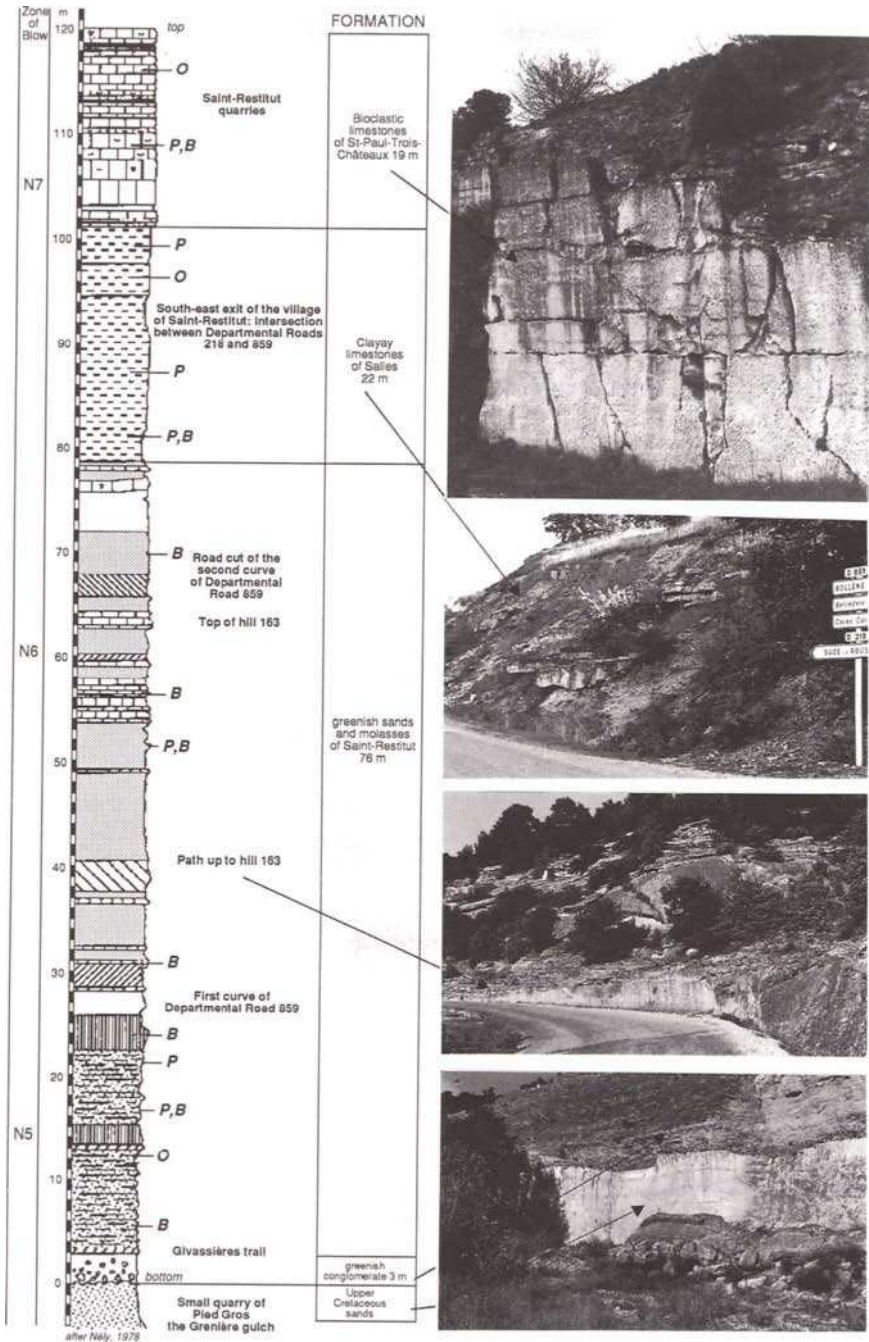 Zone of Blow
m
FORMATION
120
top
O
Saint-Restitut
quarries
Bioclastic
limestones
of St-Paul-Trois-
Châteaux 19 m
110
P,B
N7
100
P
O
South-east exit of the village
of Saint-Restitut: intersection
between Departmental Roads
218 and 859
Clayay
limestones
of Salles
22 m
90
P
P,B
80
70
B
Road cut of the
second curve
of Departmental
Road 859
D 859
BOLLÈNE
Belvédère
D 218
Top of hill 163
N6
60
B
P,B
greenish sands
and molasses
of Saint-Restitut
76 m
50
40
Path up to hill 163
B
30
First curve of
Departmental Road 859
B
P
20
P,B
N5
O
10
B
Givassières trail
greenish
conglomerate 3 m
0
bottom
Upper
Cretaceous
sands
Small quarry of
Pied Gros
the Grenière gulch
after Nély, 1978